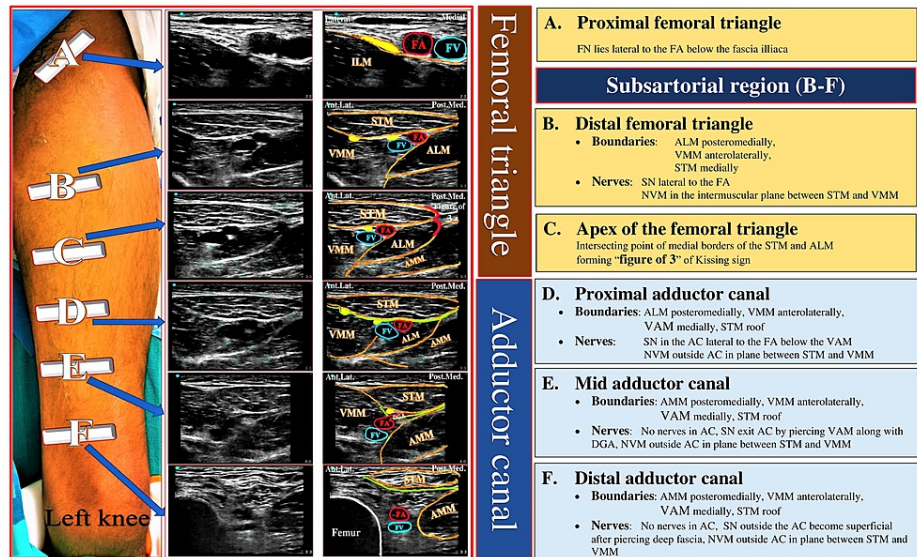 A
B
C
D
E
F
Left knee
Lateral
Medial
FA
FV
ILM
Ant.Lat.
Post.Med.
STM
VMM
FA
FV
ALM
Ant.Lat.
Post.Med.
Figure of
3
STM
VMM
FV
FA
ALM
AMM
Ant.Lat.
Post.Med.
STM
VMM
FA
FV
ALM
AMM
Ant.Lat.
Post.Med.
STM
VMM
DGA
FA
FV
AMM
Ant.Lat.
Post.Med.
STM
FA
FV
AMM
Femur
Femoral triangle
Adductor canal
A. Proximal femoral triangle
FN lies lateral to the FA below the fascia illiaca
Subsartorial region (B-F)
B. Distal femoral triangle
• Boundaries: ALM posteromedially,
VMM anterolaterally,
STM medially
• Nerves: SN lateral to the FA
NVM in the intermuscular plane between STM and VMM
C. Apex of the femoral triangle
Intersecting point of medial borders of the STM and ALM
forming “figure of 3” of Kissing sign
D. Proximal adductor canal
• Boundaries: ALM posteromedially, VMM anterolaterally,
VAM medially, STM roof
• Nerves: SN in the AC lateral to the FA below the VAM
NVM outside AC in plane between STM and VMM
E. Mid adductor canal
• Boundaries: AMM posteromedially, VMM anterolaterally,
VAM medially, STM roof
• Nerves: No nerves in AC, SN exit AC by piercing VAM along with
DGA, NVM outside AC in plane between STM and VMM
F. Distal adductor canal
• Boundaries: AMM posteromedially, VMM anterolaterally,
VAM medially, STM roof
• Nerves: No nerves in AC, SN outside the AC become superficial
after piercing deep fascia, NVM outside AC in plane between STM and
VMM